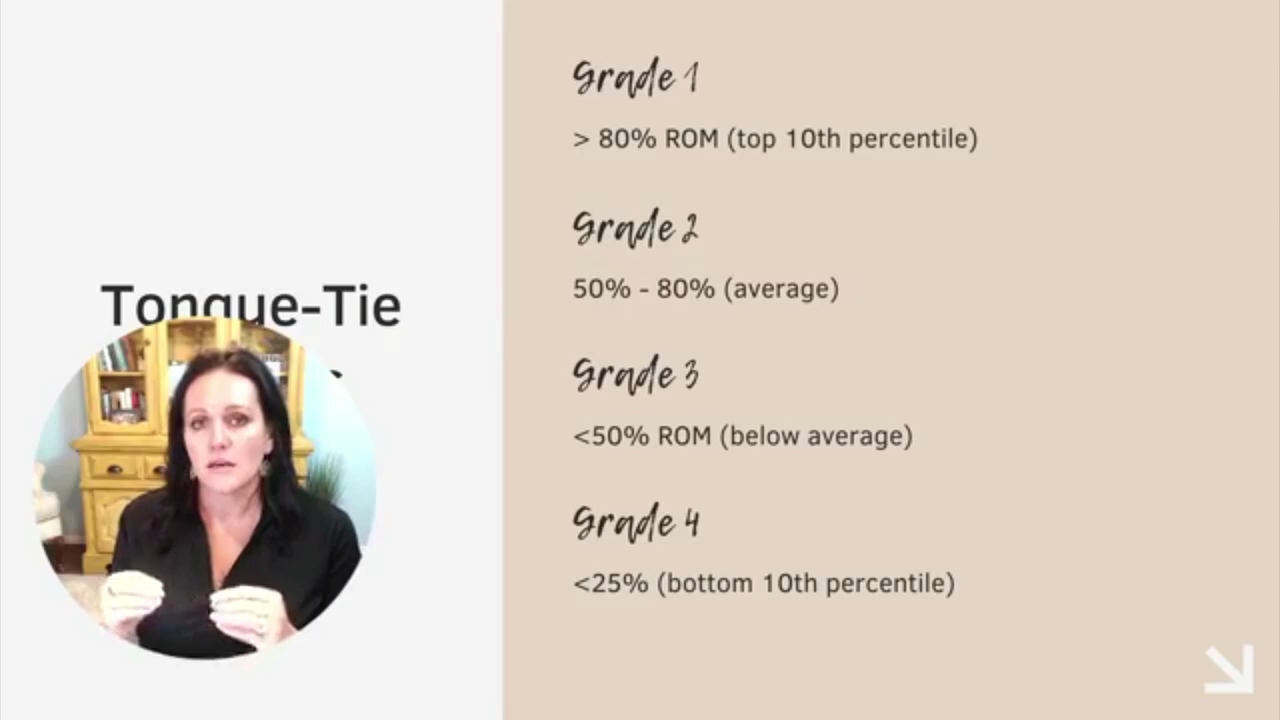 Tongue-Tie
Grade 1
> 80% ROM (top 10th percentile)
Grade 2
50% - 80% (average)
Grade 3
<50% ROM (below average)
Grade 4
<25% (bottom 10th percentile)